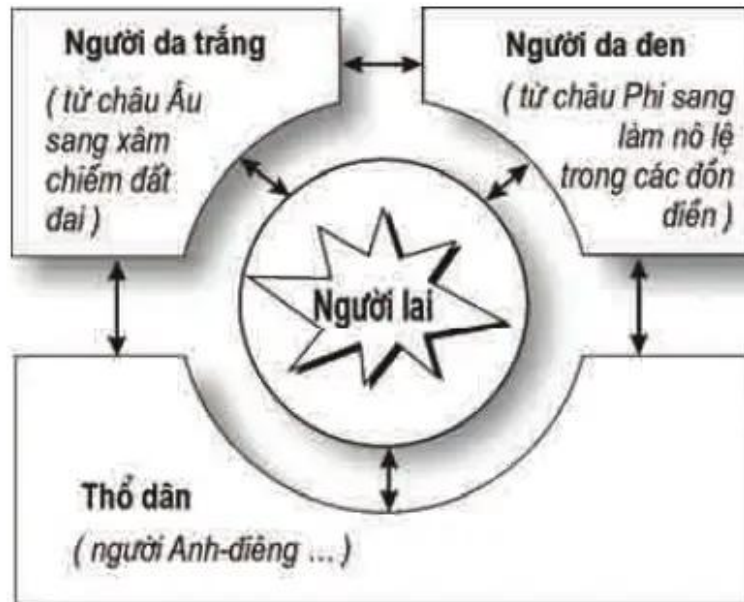 Người da trắng
( từ châu Âu
sang xâm
chiếm đất
đai )
Người da đen
( từ châu Phi sang
làm nô lệ
trong các đồn
điền )
Người lai
Thổ dân
( người Anh-điêng ... )